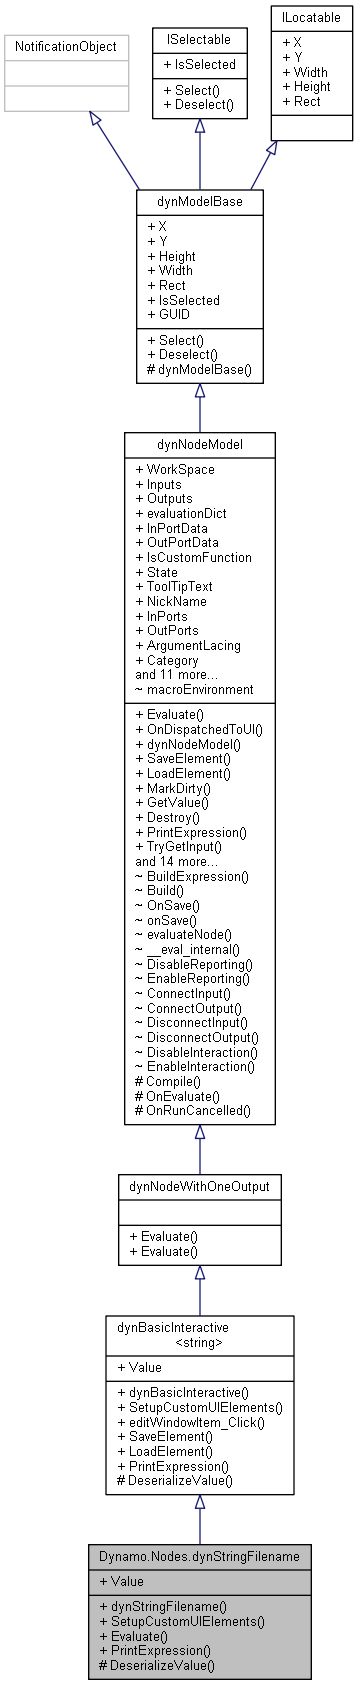 NotificationObject
ISelectable
+ IsSelected
+ Select()
+ Deselect()
ILocatable
+ X
+ Y
+ Width
+ Height
+ Rect
dynModelBase
+ X
+ Y
+ Height
+ Width
+ Rect
+ IsSelected
+ GUID
+ Select()
+ Deselect()
# dynModelBase()
dynNodeModel
+ WorkSpace
+ Inputs
+ Outputs
+ evaluationDict
+ InPortData
+ OutPortData
+ IsCustomFunction
+ State
+ ToolTipText
+ NickName
+ InPorts
+ OutPorts
+ ArgumentLacing
+ Category
and 11 more...
~ macroEnvironment
+ Evaluate()
+ OnDispatchedToUI()
+ dynNodeModel()
+ SaveElement()
+ LoadElement()
+ MarkDirty()
+ GetValue()
+ Destroy()
+ PrintExpression()
+ TryGetInput()
and 14 more...
~ BuildExpression()
~ Build()
~ OnSave()
~ onSave()
~ evaluateNode()
~ __eval_internal()
~ DisableReporting()
~ EnableReporting()
~ ConnectInput()
~ ConnectOutput()
~ DisconnectInput()
~ DisconnectOutput()
~ DisableInteraction()
~ EnableInteraction()
# Compile()
# OnEvaluate()
# OnRunCancelled()
dynNodeWithOneOutput
+ Evaluate()
+ Evaluate()
dynBasicInteractive
<string>
+ Value
+ dynBasicInteractive()
+ SetupCustomUIElements()
+ editWindowItem_Click()
+ SaveElement()
+ LoadElement()
+ PrintExpression()
# DeserializeValue()
Dynamo.Nodes.dynStringFilename
+ Value
+ dynStringFilename()
+ SetupCustomUIElements()
+ Evaluate()
+ PrintExpression()
# DeserializeValue()